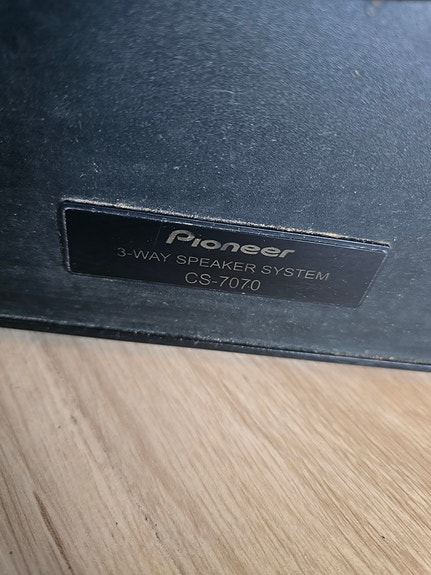 Pioneer
3-WAY SPEAKER SYSTEM
CS-7070